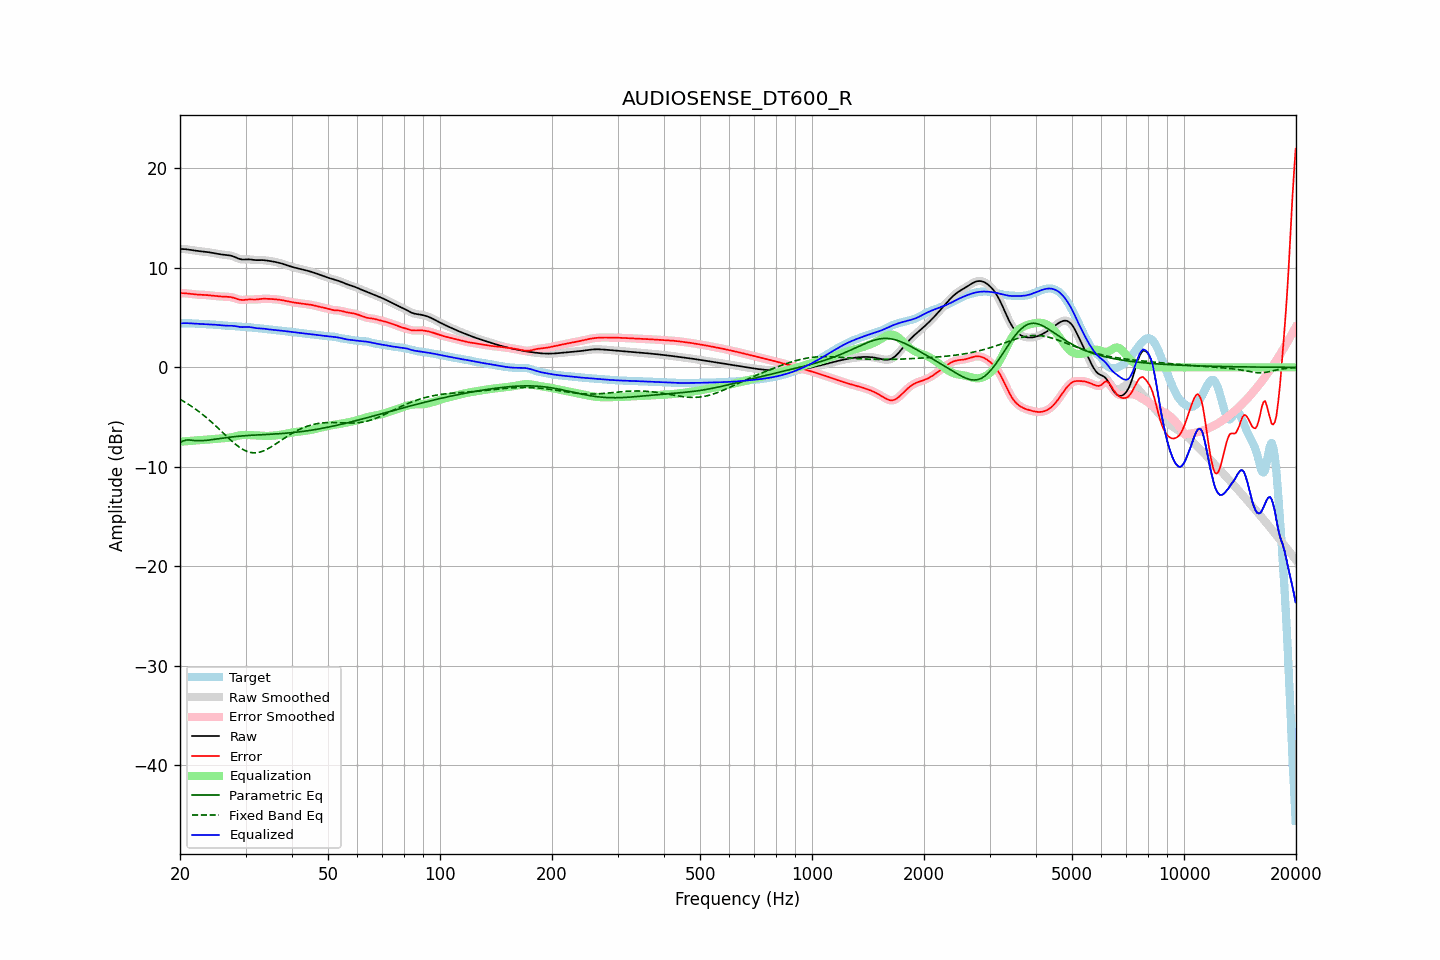 AUDIOSENSE_DT600_R
Amplitude (dBr)
20
10
0
−10
−20
−30
−40
Target
Raw Smoothed
Error Smoothed
Raw
Error
Equalization
Parametric Eq
Fixed Band Eq
Equalized
20 50 100 200 500 1000 2000 5000 10000 20000
Frequency (Hz)